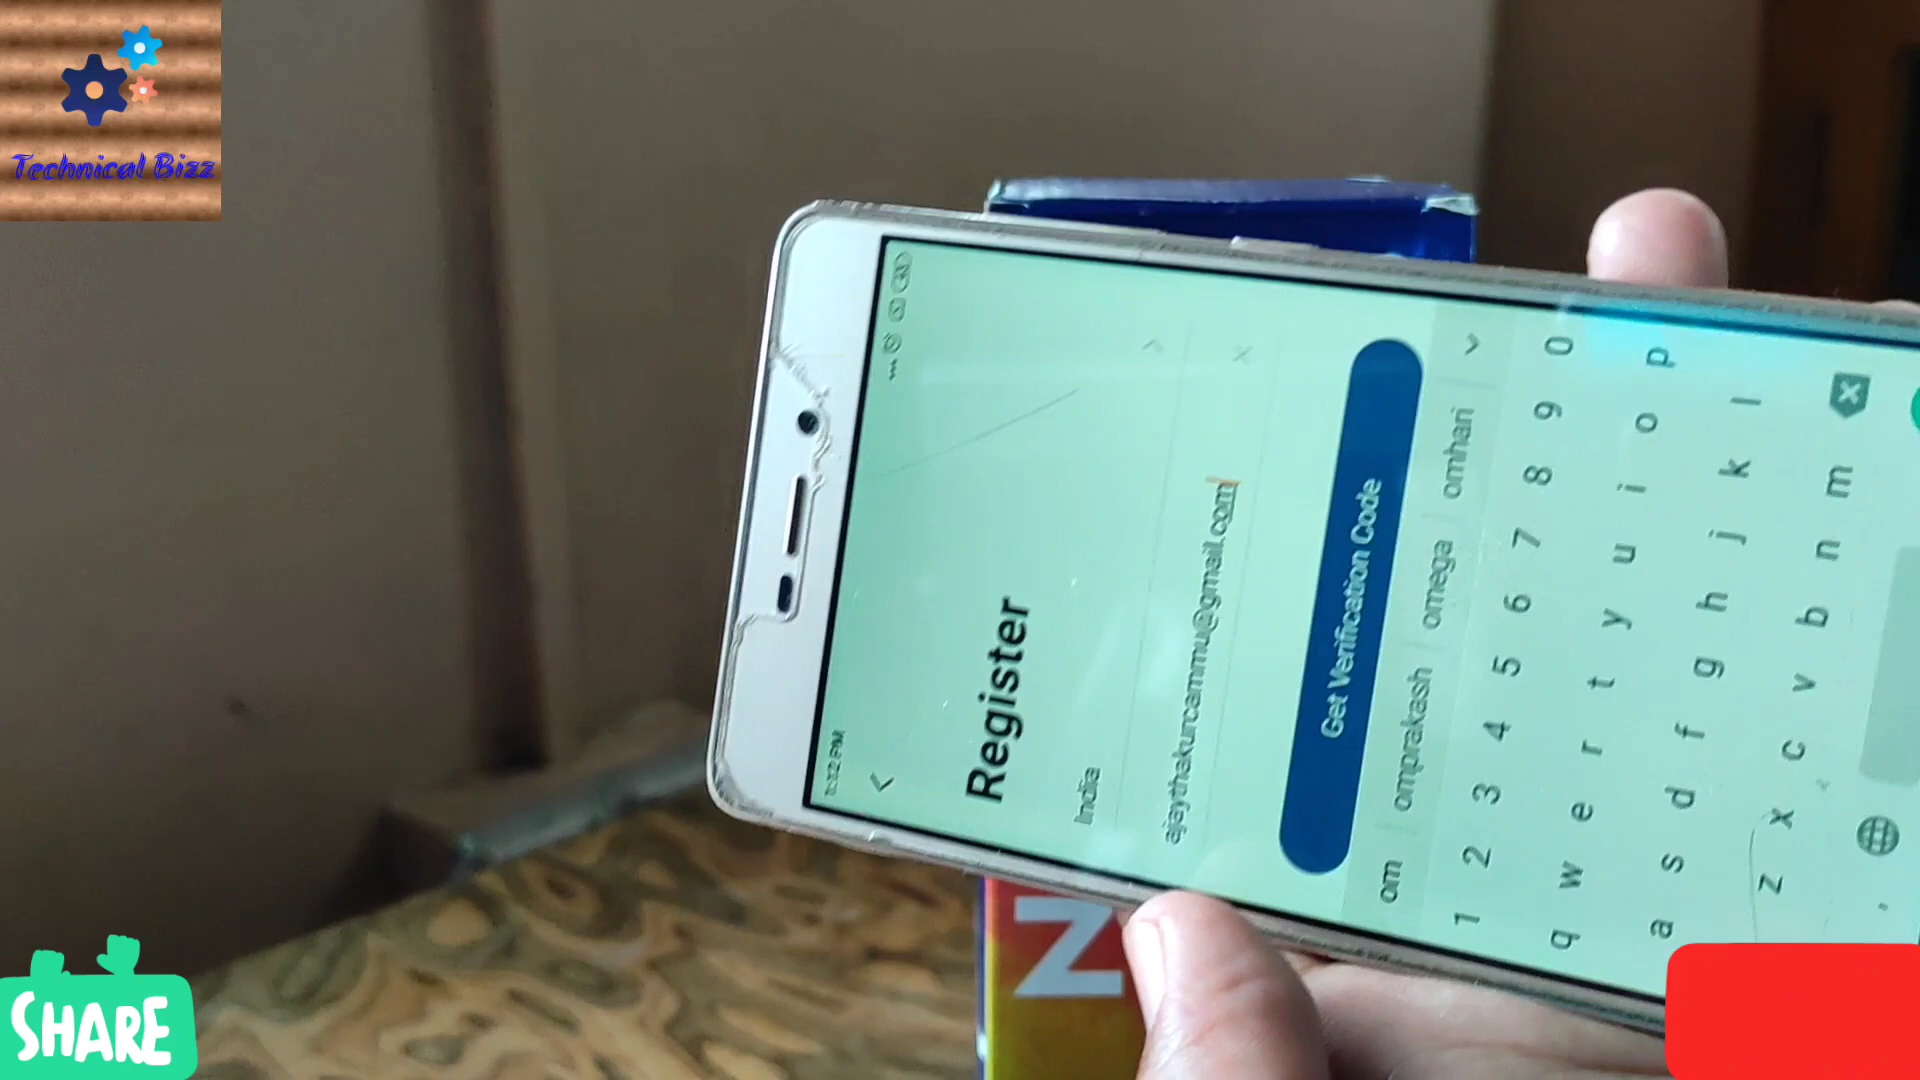 Technical Bizz
Register
India
ajaythakurcammu@gmail.com
Get Verification Code
om omprakash omega omhari
1 2 3 4 5 6 7 8 9 0
q w e r t y u i o p
a s d f g h j k l
z x c v b n m
,
Z
SHARE